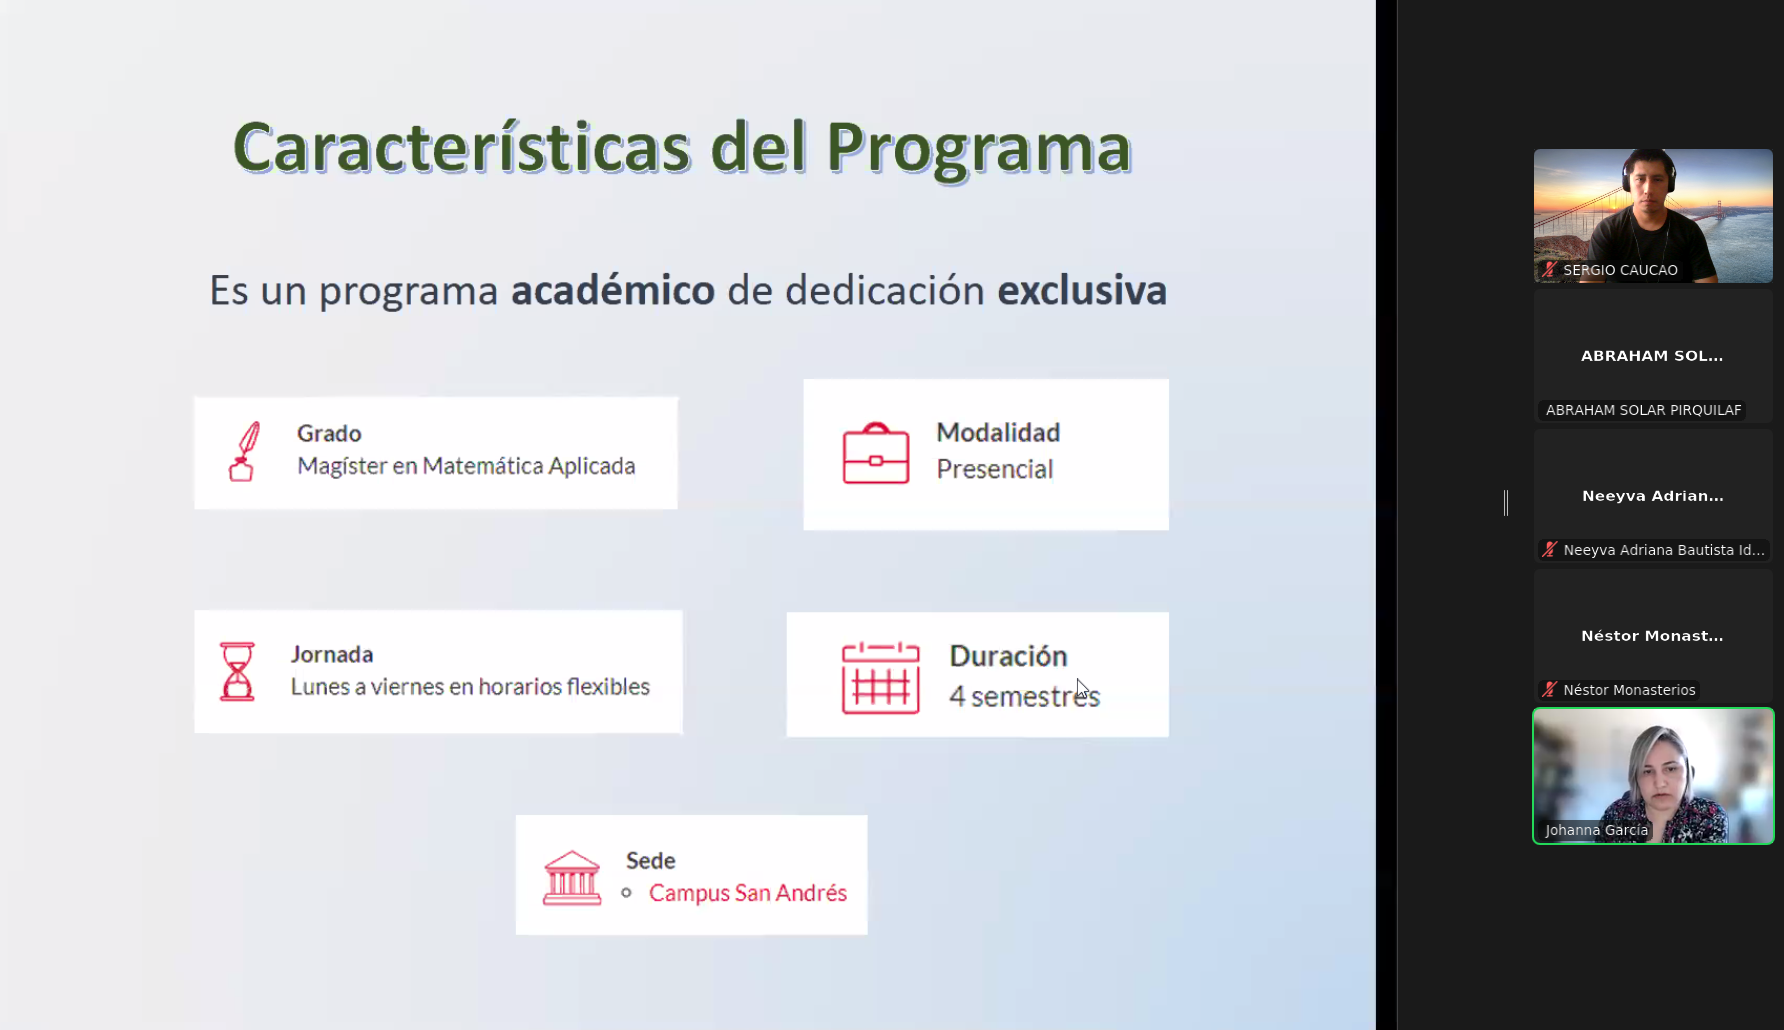 Características del Programa
Es un programa académico de dedicación exclusiva
Grado
Magíster en Matemática Aplicada
Modalidad
Presencial
Jornada
Lunes a viernes en horarios flexibles
Duración
4 semestres
Sede
Campus San Andrés
SERGIO CAUCAO
ABRAHAM SOL...
ABRAHAM SOLAR PIRQUILAF
Neeyva Adrian...
Neeyva Adriana Bautista Id...
Néstor Monast...
Néstor Monasterios
Johanna García